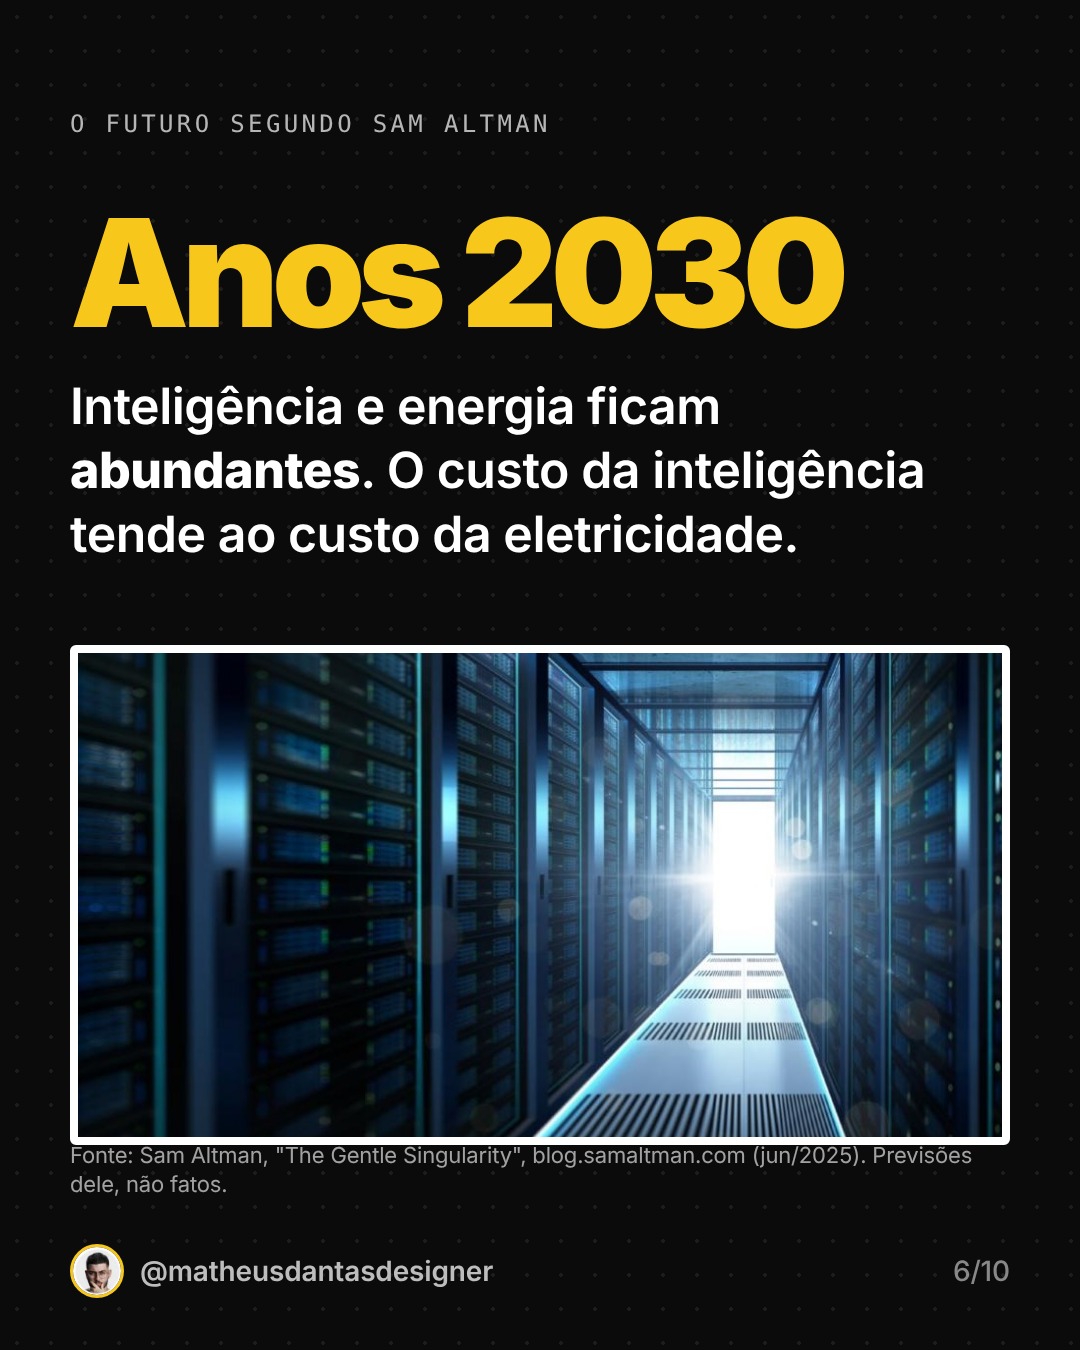 O FUTURO SEGUNDO SAM ALTMAN
Anos 2030
Inteligência e energia ficam
abundantes. O custo da inteligência
tende ao custo da eletricidade.
Fonte: Sam Altman, "The Gentle Singularity", blog.samaltman.com (jun/2025). Previsões
dele, não fatos.
@matheusdantasdesigner
6/10